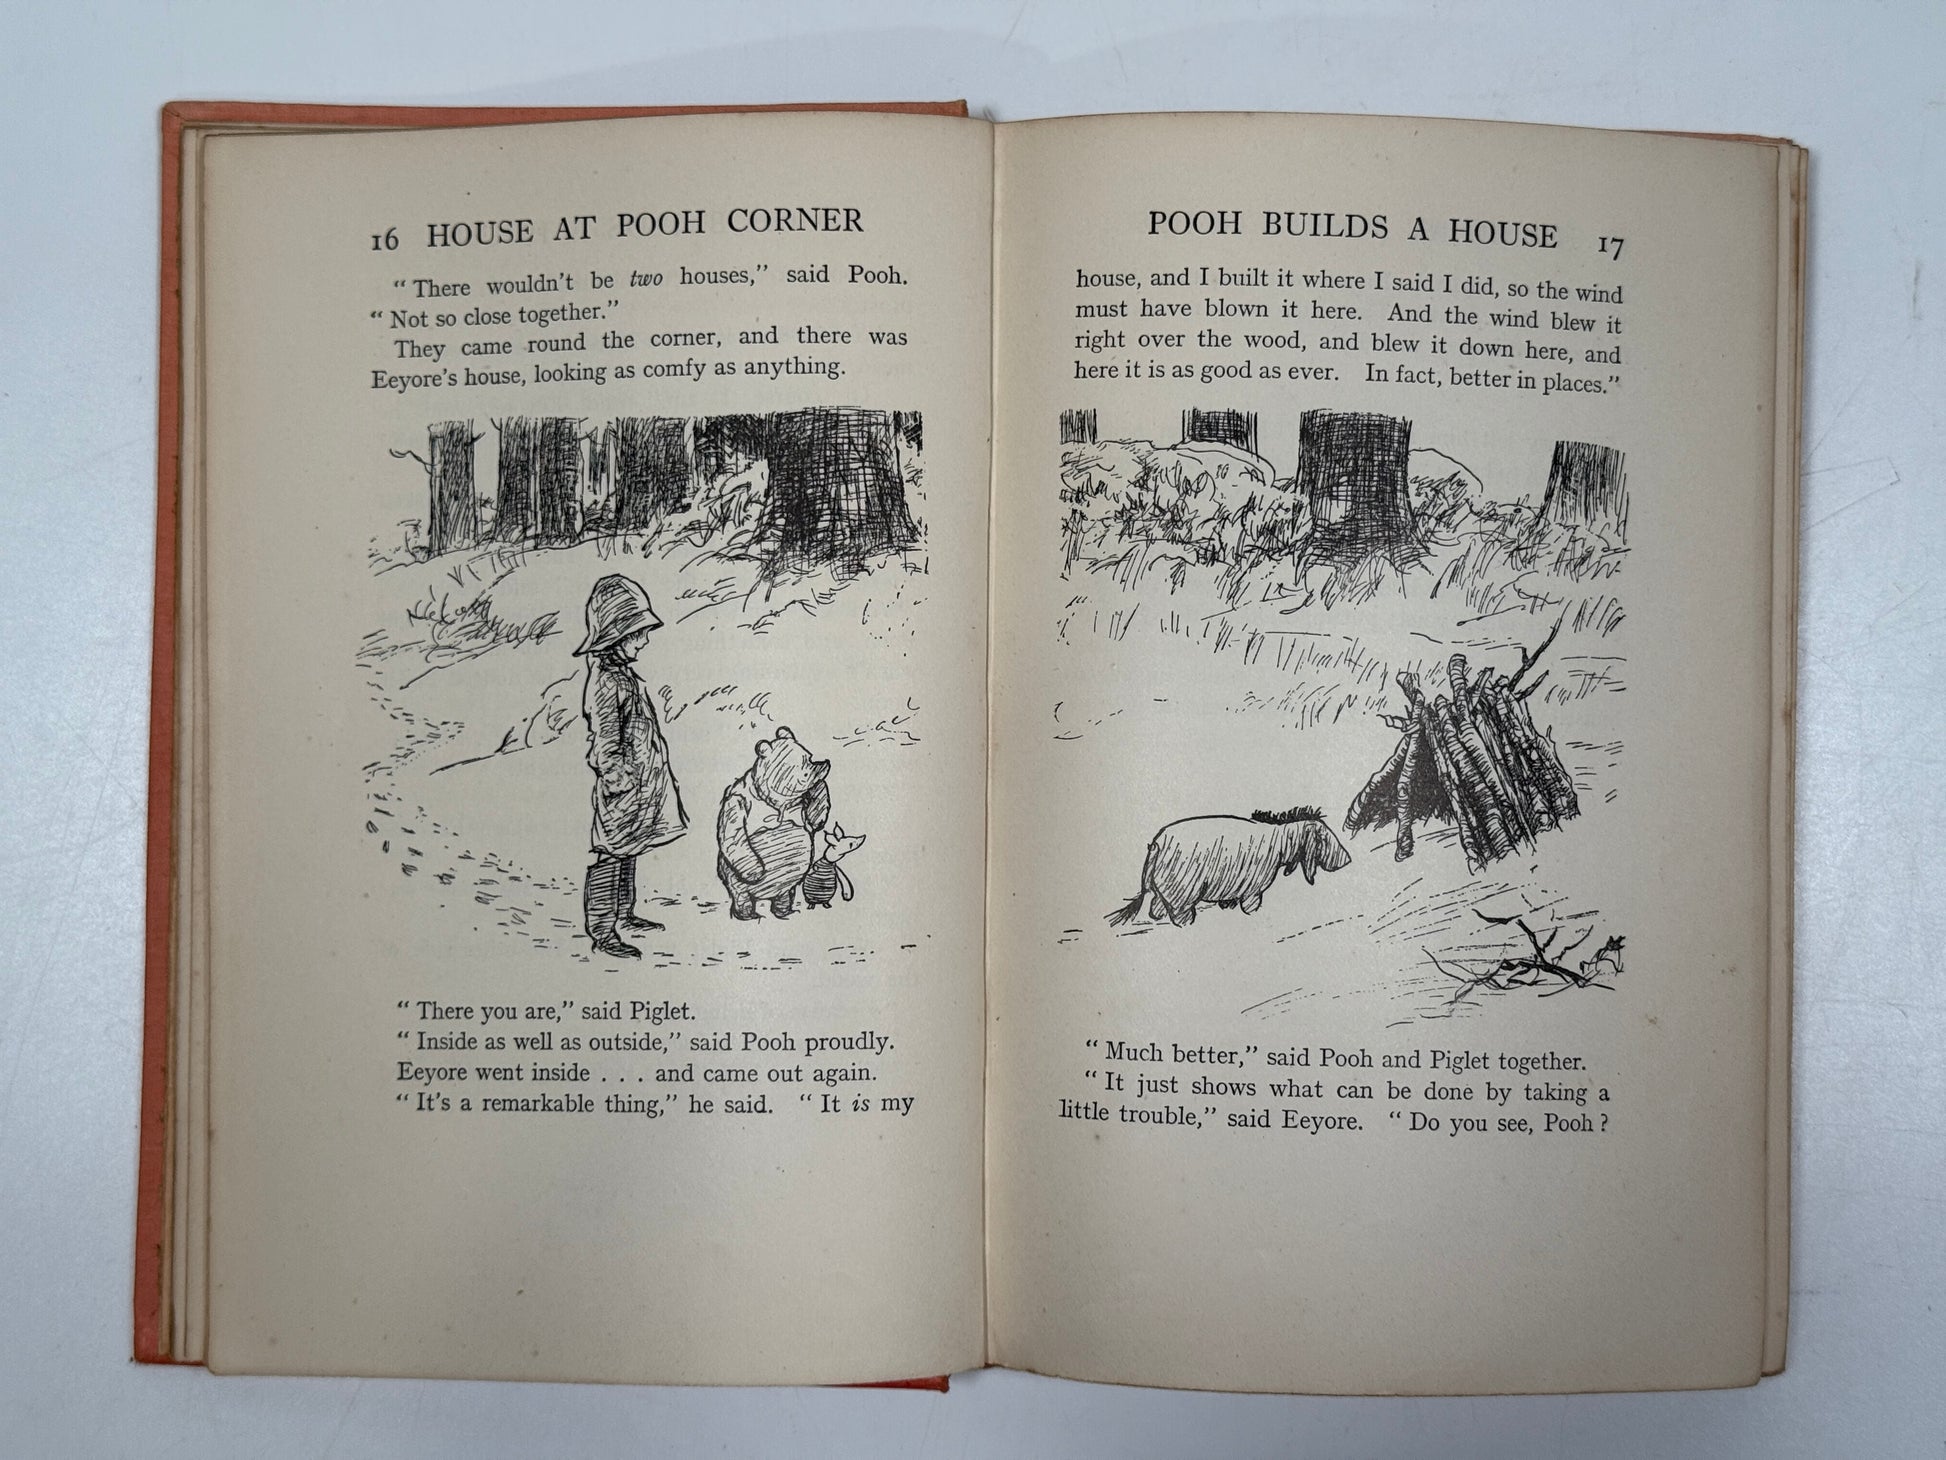 16 HOUSE AT POOH CORNER
“ There wouldn't be two houses,” said Pooh.
“ Not so close together.”
They came round the corner, and there was
Eeyore's house, looking as comfy as anything.
“ There you are,” said Piglet.
“ Inside as well as outside,” said Pooh proudly.
Eeyore went inside . . . and came out again.
“ It's a remarkable thing,” he said. “ It is my
POOH BUILDS A HOUSE 17
house, and I built it where I said I did, so the wind
must have blown it here. And the wind blew it
right over the wood, and blew it down here, and
here it is as good as ever. In fact, better in places.”
“ Much better,” said Pooh and Piglet together.
“ It just shows what can be done by taking a
little trouble,” said Eeyore. “ Do you see, Pooh ?